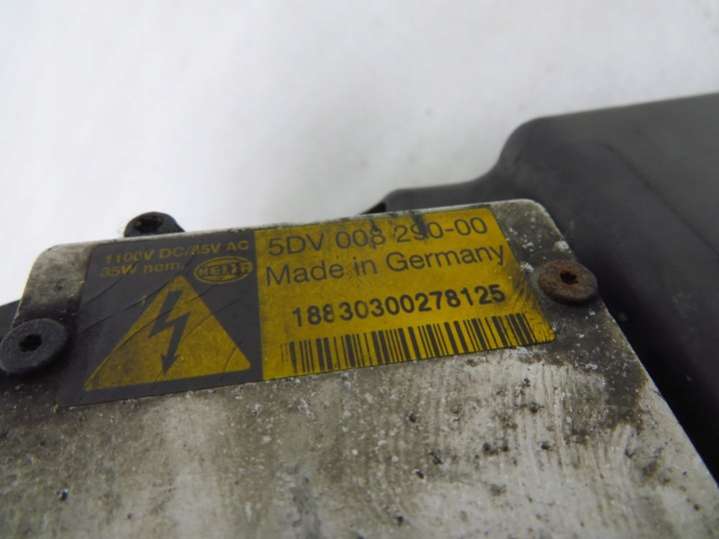 1100V DC/85V AC
35W nom.
HELLA
5DV 008 290-00
Made in Germany
18830300278125